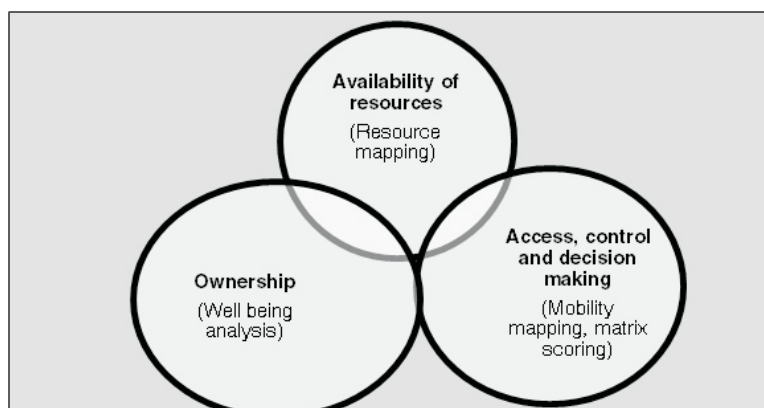 Availability of
resources
(Resource
mapping)
Ownership
(Well being
analysis)
Access, control
and decision
making
(Mobility
mapping, matrix
scoring)